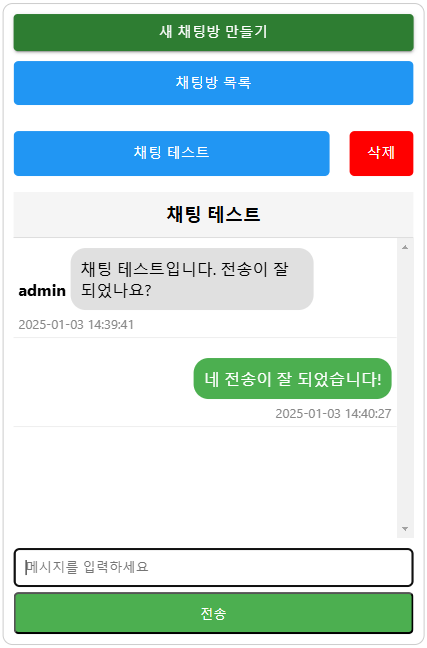 새 채팅방 만들기
채팅방 목록
채팅 테스트
삭제
채팅 테스트
admin
채팅 테스트입니다. 전송이 잘
되었나요?
2025-01-03 14:39:41
네 전송이 잘 되었습니다!
2025-01-03 14:40:27
메시지를 입력하세요
전송